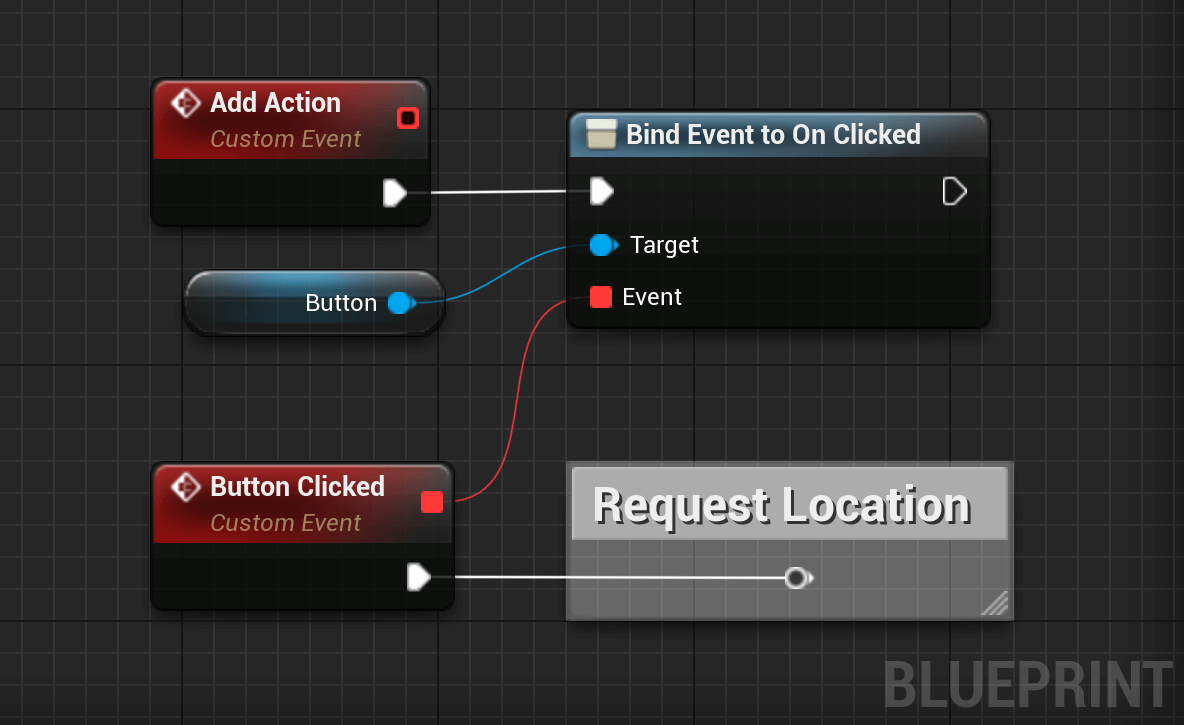 Add Action
Custom Event
Bind Event to On Clicked
Target
Button
Event
Button Clicked
Custom Event
Request Location
BLUEPRINT